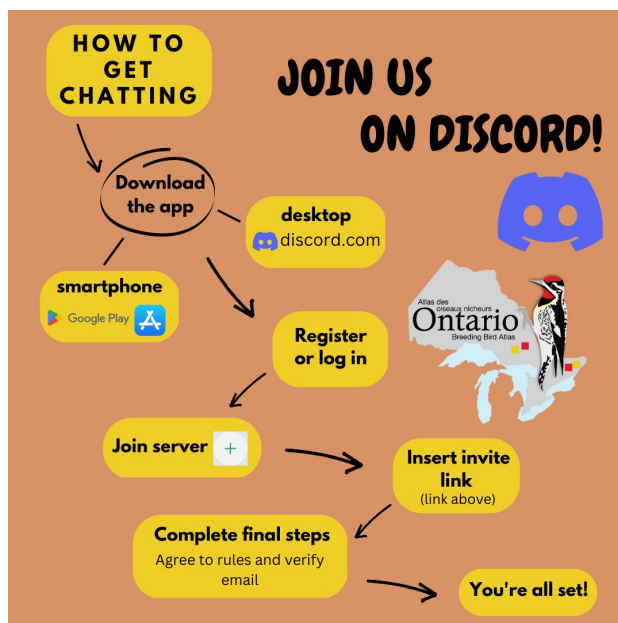 HOW TO
GET
CHATTING
JOIN US
ON DISCORD!
Download
the app
desktop
discord.com
smartphone
Google Play
Atlas des
oiseaux nicheurs
Ontario
Breeding Bird Atlas
Register
or log in
Join server +
Insert invite
link
(link above)
Complete final steps
Agree to rules and verify
email
You're all set!